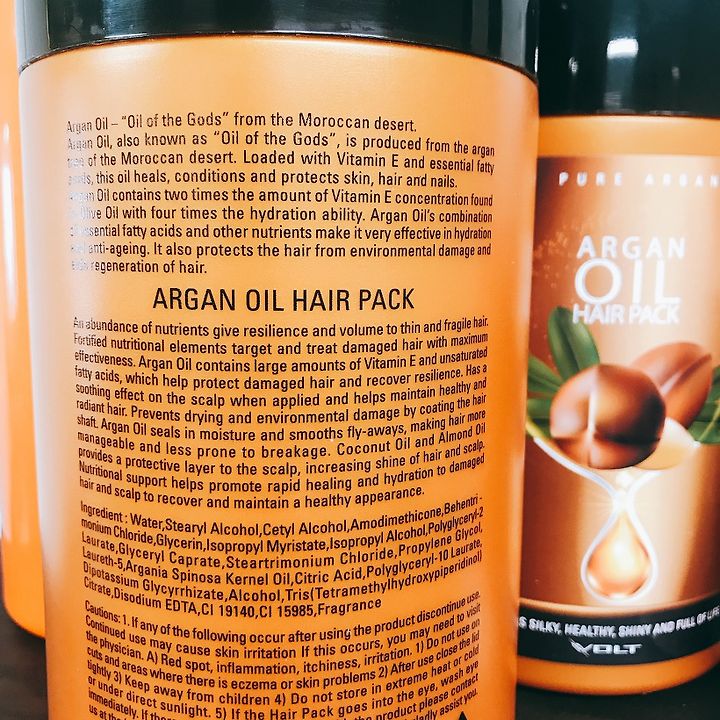 Argan Oil – "Oil of the Gods" from the Moroccan desert.
Argan Oil, also known as "Oil of the Gods", is produced from the argan
tree of the Moroccan desert. Loaded with Vitamin E and essential fatty
acids, this oil heals, conditions and protects skin, hair and nails.
Argan Oil contains two times the amount of Vitamin E concentration found
in Olive Oil with four times the hydration ability. Argan Oil's combination
of essential fatty acids and other nutrients make it very effective in hydration
and anti-ageing. It also protects the hair from environmental damage and
regeneration of hair.
ARGAN OIL HAIR PACK
An abundance of nutrients give resilience and volume to thin and fragile hair.
Fortified nutritional elements target and treat damaged hair with maximum
effectiveness. Argan Oil contains large amounts of Vitamin E and unsaturated
fatty acids, which help protect damaged hair and recover resilience. Has a
soothing effect on the scalp when applied and helps maintain healthy and
radiant hair. Prevents drying and environmental damage by coating the hair
shaft. Argan Oil seals in moisture and smooths fly-aways, making hair more
manageable and less prone to breakage. Coconut Oil and Almond Oil
provides a protective layer to the scalp, increasing shine of hair and scalp.
Nutritional support helps promote rapid healing and hydration to damaged
hair and scalp to recover and maintain a healthy appearance.
Ingredient : Water,Stearyl Alcohol,Cetyl Alcohol,Amodimethicone,Behentri-
monium Chloride,Glycerin,Isopropyl Myristate,Isopropyl Alcohol,Polyglyceryl-2
Laurate,Glyceryl Caprate,Steartrimonium Chloride,Propylene Glycol,
Laureth-5,Argania Spinosa Kernel Oil,Citric Acid,Polyglyceryl-10 Laurate,
Dipotassium Glycyrrhizate,Alcohol,Tris(Tetramethylhydroxypiperidinol)
Citrate,Disodium EDTA,CI 19140,CI 15985,Fragrance
Cautions: 1. If any of the following occur after using the product discontinue use.
Continued use may cause skin irritation If this occurs, you may need to visit
the physician. A) Red spot, inflammation, itchiness, irritation. 1) Do not use on
cuts and areas where there is eczema or skin problems 2) After use close the lid
tightly 3) Keep away from children 4) Do not store in extreme heat or cold
or under direct sunlight. 5) If the Hair Pack goes into the eye, wash eye
immediately. If the product please contact
us at the gladly assist you.
PURE ARGAN
ARGAN
OIL
HAIR PACK
SILKY, HEALTHY, SHINY AND FULL OF LIFE
VOLT